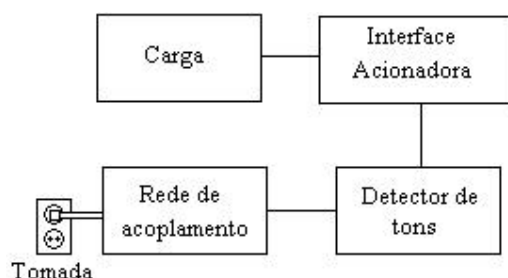 Carga
Interface
Acionadora
Rede de
acoplamento
Detector de
tons
Tomada